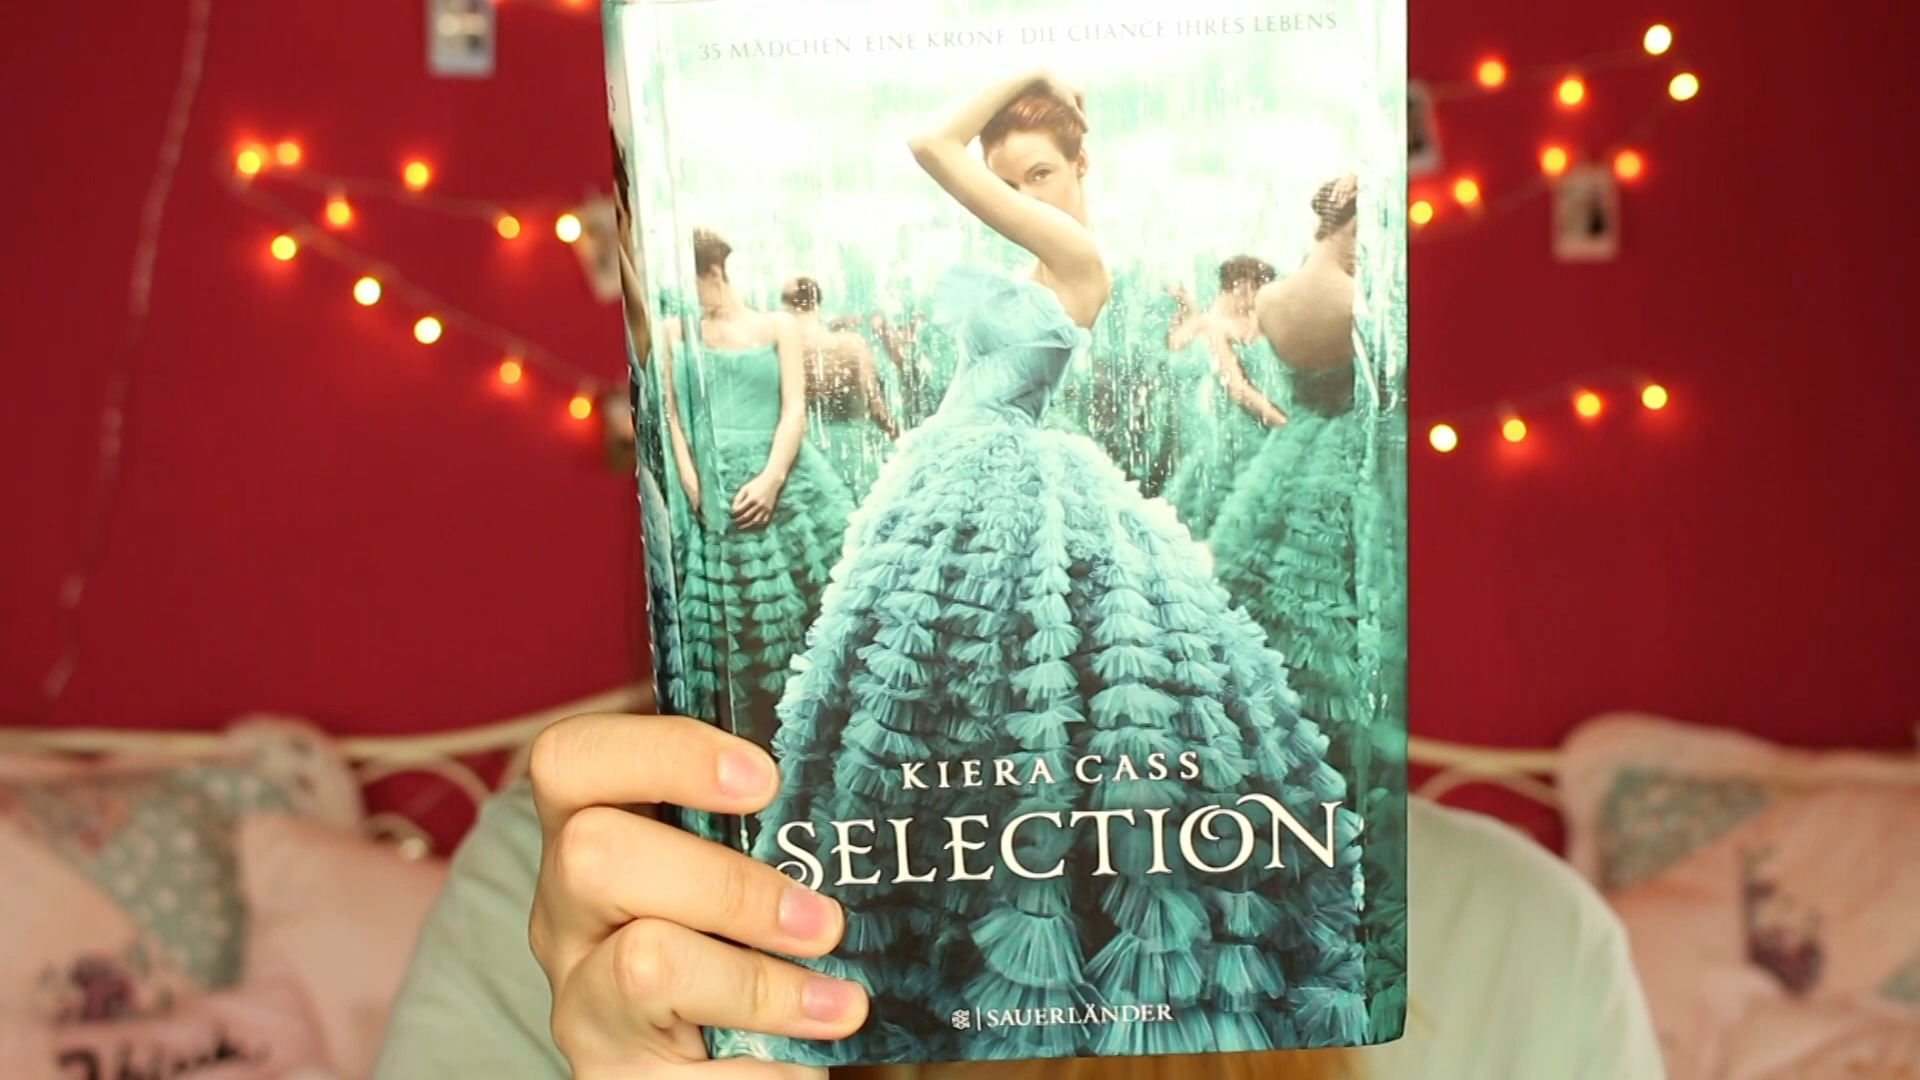 35 MÄDCHEN EINE KRONE DIE CHANCE IHRES LEBENS
KIERA CASS
SELECTION
SAUERLÄNDER